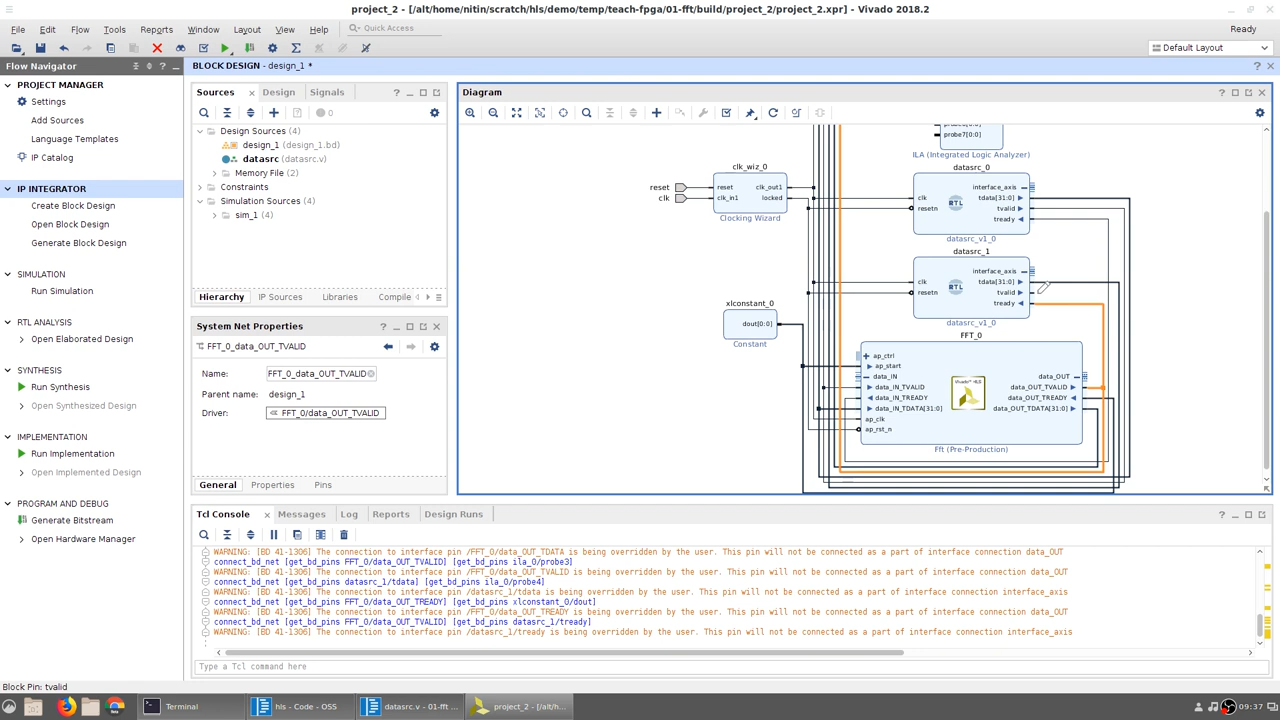 project_2 - [/alt/home/nitin/scratch/hls/demo/temp/teach-fpga/01-fft/build/project_2/project_2.xpr] - Vivado 2018.2
File Edit Flow Tools Reports Window Layout View Help Quick Access Ready
Default Layout
Flow Navigator
PROJECT MANAGER
Settings
Add Sources
Language Templates
IP Catalog
IP INTEGRATOR
Create Block Design
Open Block Design
Generate Block Design
SIMULATION
Run Simulation
RTL ANALYSIS
Open Elaborated Design
SYNTHESIS
Run Synthesis
Open Synthesized Design
IMPLEMENTATION
Run Implementation
Open Implemented Design
PROGRAM AND DEBUG
Generate Bitstream
Open Hardware Manager
BLOCK DESIGN - design_1 *
Sources Design Signals
0
Design Sources (4)
design_1 (design_1.bd)
datasrc (datasrc.v)
Memory File (2)
Constraints
Simulation Sources (4)
sim_1 (4)
Hierarchy IP Sources Libraries Compile
System Net Properties
FFT_0_data_OUT_TVALID
Name: FFT_0_data_OUT_TVALID
Parent name: design_1
Driver: FFT_0/data_OUT_TVALID
General Properties Pins
Diagram
probe7[0:0]
ILA (Integrated Logic Analyzer)
clk_wiz_0
reset
clk
reset clk_out1
clk_in1 locked
Clocking Wizard
datasrc_0
interface_axis
clk tdata[31:0]
resetn tvalid
tready
RTL
datasrc_v1_0
datasrc_1
interface_axis
clk tdata[31:0]
resetn tvalid
tready
RTL
datasrc_v1_0
xlconstant_0
dout[0:0]
Constant
FFT_0
ap_ctrl
ap_start
data_IN data_OUT
data_IN_TVALID data_OUT_TVALID
data_IN_TREADY data_OUT_TREADY
data_IN_TDATA[31:0] data_OUT_TDATA[31:0]
ap_clk
ap_rst_n
Vivado™ HLS
Fft (Pre-Production)
Tcl Console Messages Log Reports Design Runs
WARNING: [BD 41-1306] The connection to interface pin /FFT_0/data_OUT_TDATA is being overridden by the user. This pin will not be connected as a part of interface connection data_OUT
connect_bd_net [get_bd_pins FFT_0/data_OUT_TVALID] [get_bd_pins ila_0/probe3]
WARNING: [BD 41-1306] The connection to interface pin /FFT_0/data_OUT_TVALID is being overridden by the user. This pin will not be connected as a part of interface connection data_OUT
connect_bd_net [get_bd_pins datasrc_1/tdata] [get_bd_pins ila_0/probe4]
WARNING: [BD 41-1306] The connection to interface pin /datasrc_1/tdata is being overridden by the user. This pin will not be connected as a part of interface connection interface_axis
connect_bd_net [get_bd_pins FFT_0/data_OUT_TREADY] [get_bd_pins xlconstant_0/dout]
WARNING: [BD 41-1306] The connection to interface pin /FFT_0/data_OUT_TREADY is being overridden by the user. This pin will not be connected as a part of interface connection data_OUT
connect_bd_net [get_bd_pins FFT_0/data_OUT_TVALID] [get_bd_pins datasrc_1/tready]
WARNING: [BD 41-1306] The connection to interface pin /datasrc_1/tready is being overridden by the user. This pin will not be connected as a part of interface connection interface_axis
Type a Tcl command here
Block Pin: tvalid
Terminal
hls - Code - OSS
datasrc.v - 01-fft ...
project_2 - [/alt/h...
09:37